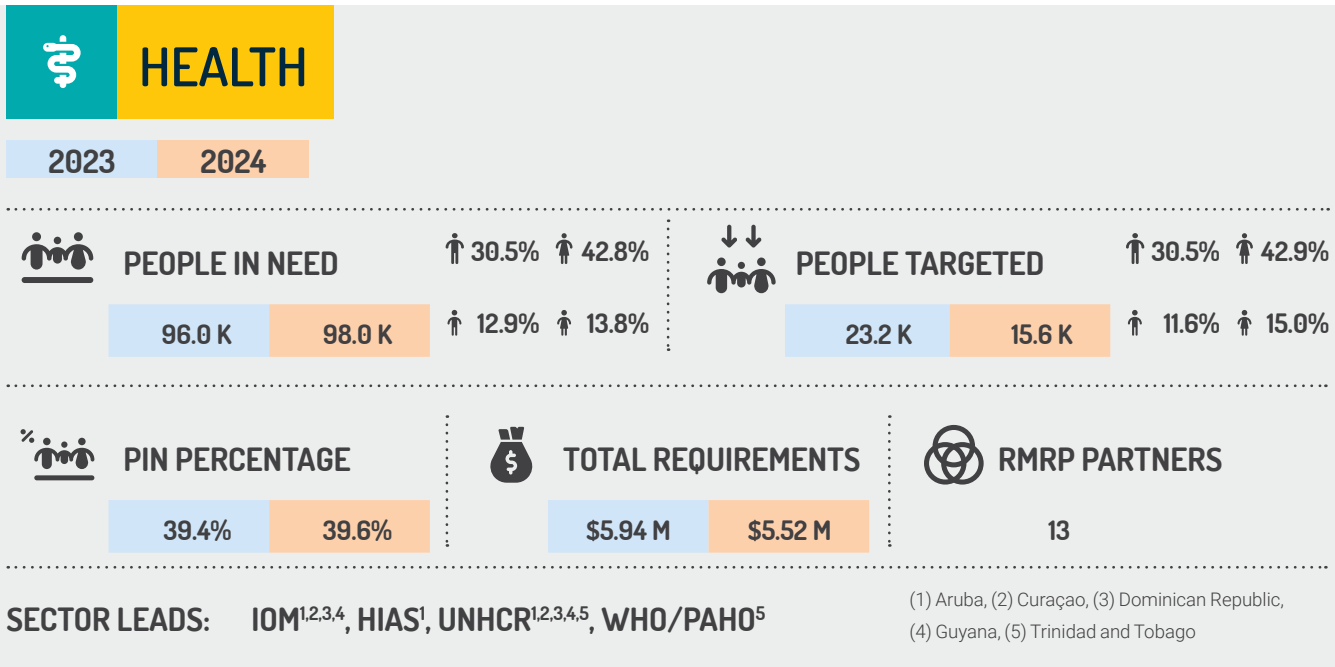 HEALTH
2023 2024
PEOPLE IN NEED
96.0 K 98.0 K
30.5% 42.8%
12.9% 13.8%
PEOPLE TARGETED
23.2 K 15.6 K
30.5% 42.9%
11.6% 15.0%
% PIN PERCENTAGE
39.4% 39.6%
$ TOTAL REQUIREMENTS
$5.94 M $5.52 M
RMRP PARTNERS
13
SECTOR LEADS: IOM¹,²,³,⁴, HIAS¹, UNHCR¹,²,³,⁴,⁵, WHO/PAHO⁵
(1) Aruba, (2) Curaçao, (3) Dominican Republic,
(4) Guyana, (5) Trinidad and Tobago